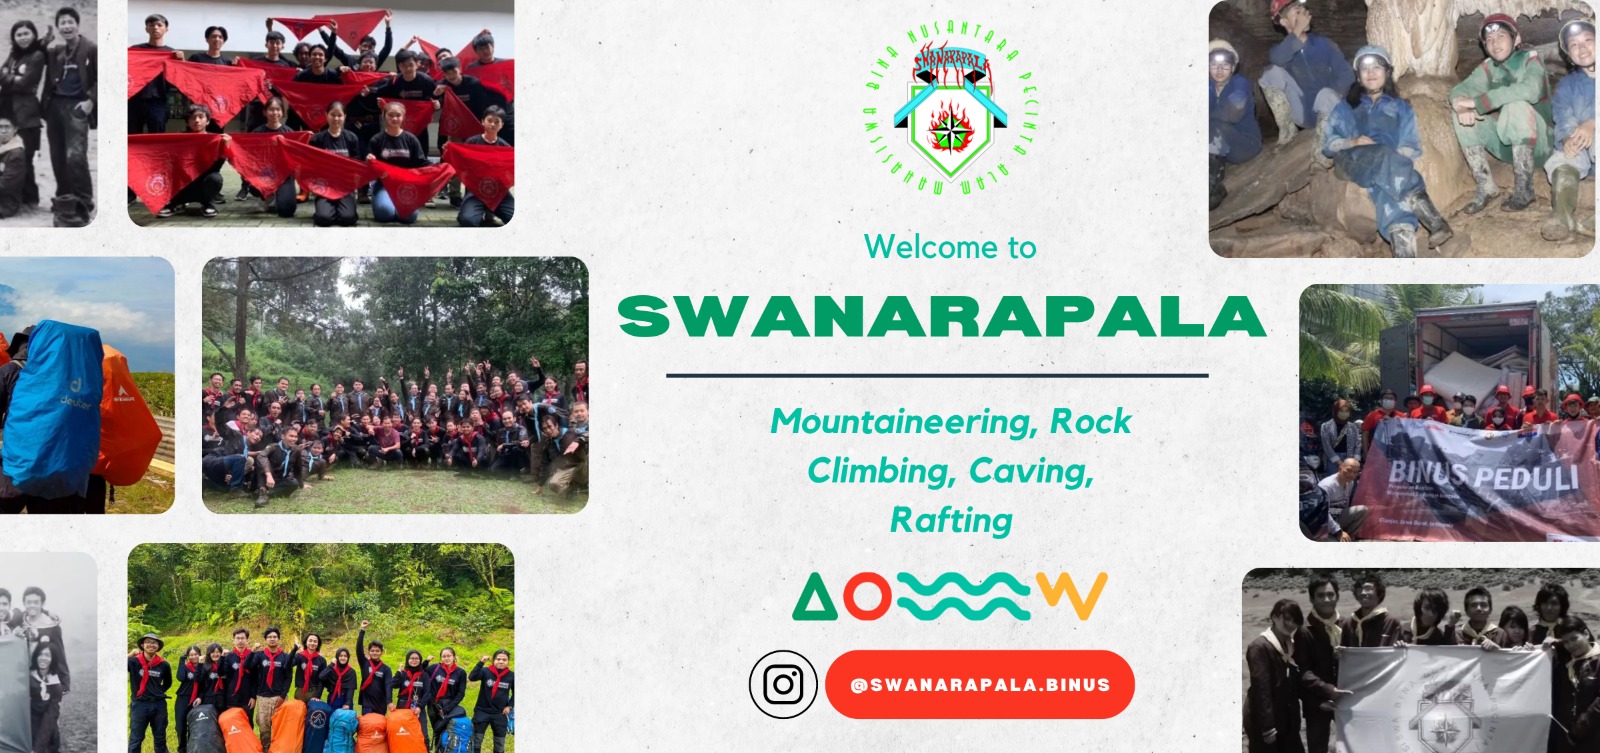 MAHASISWA BINA NUSANTARA PECINTA ALAM
SWANARAPALA
Welcome to
SWANARAPALA
Mountaineering, Rock
Climbing, Caving,
Rafting
@SWANARAPALA.BINUS
deuter
BINUS PEDULI